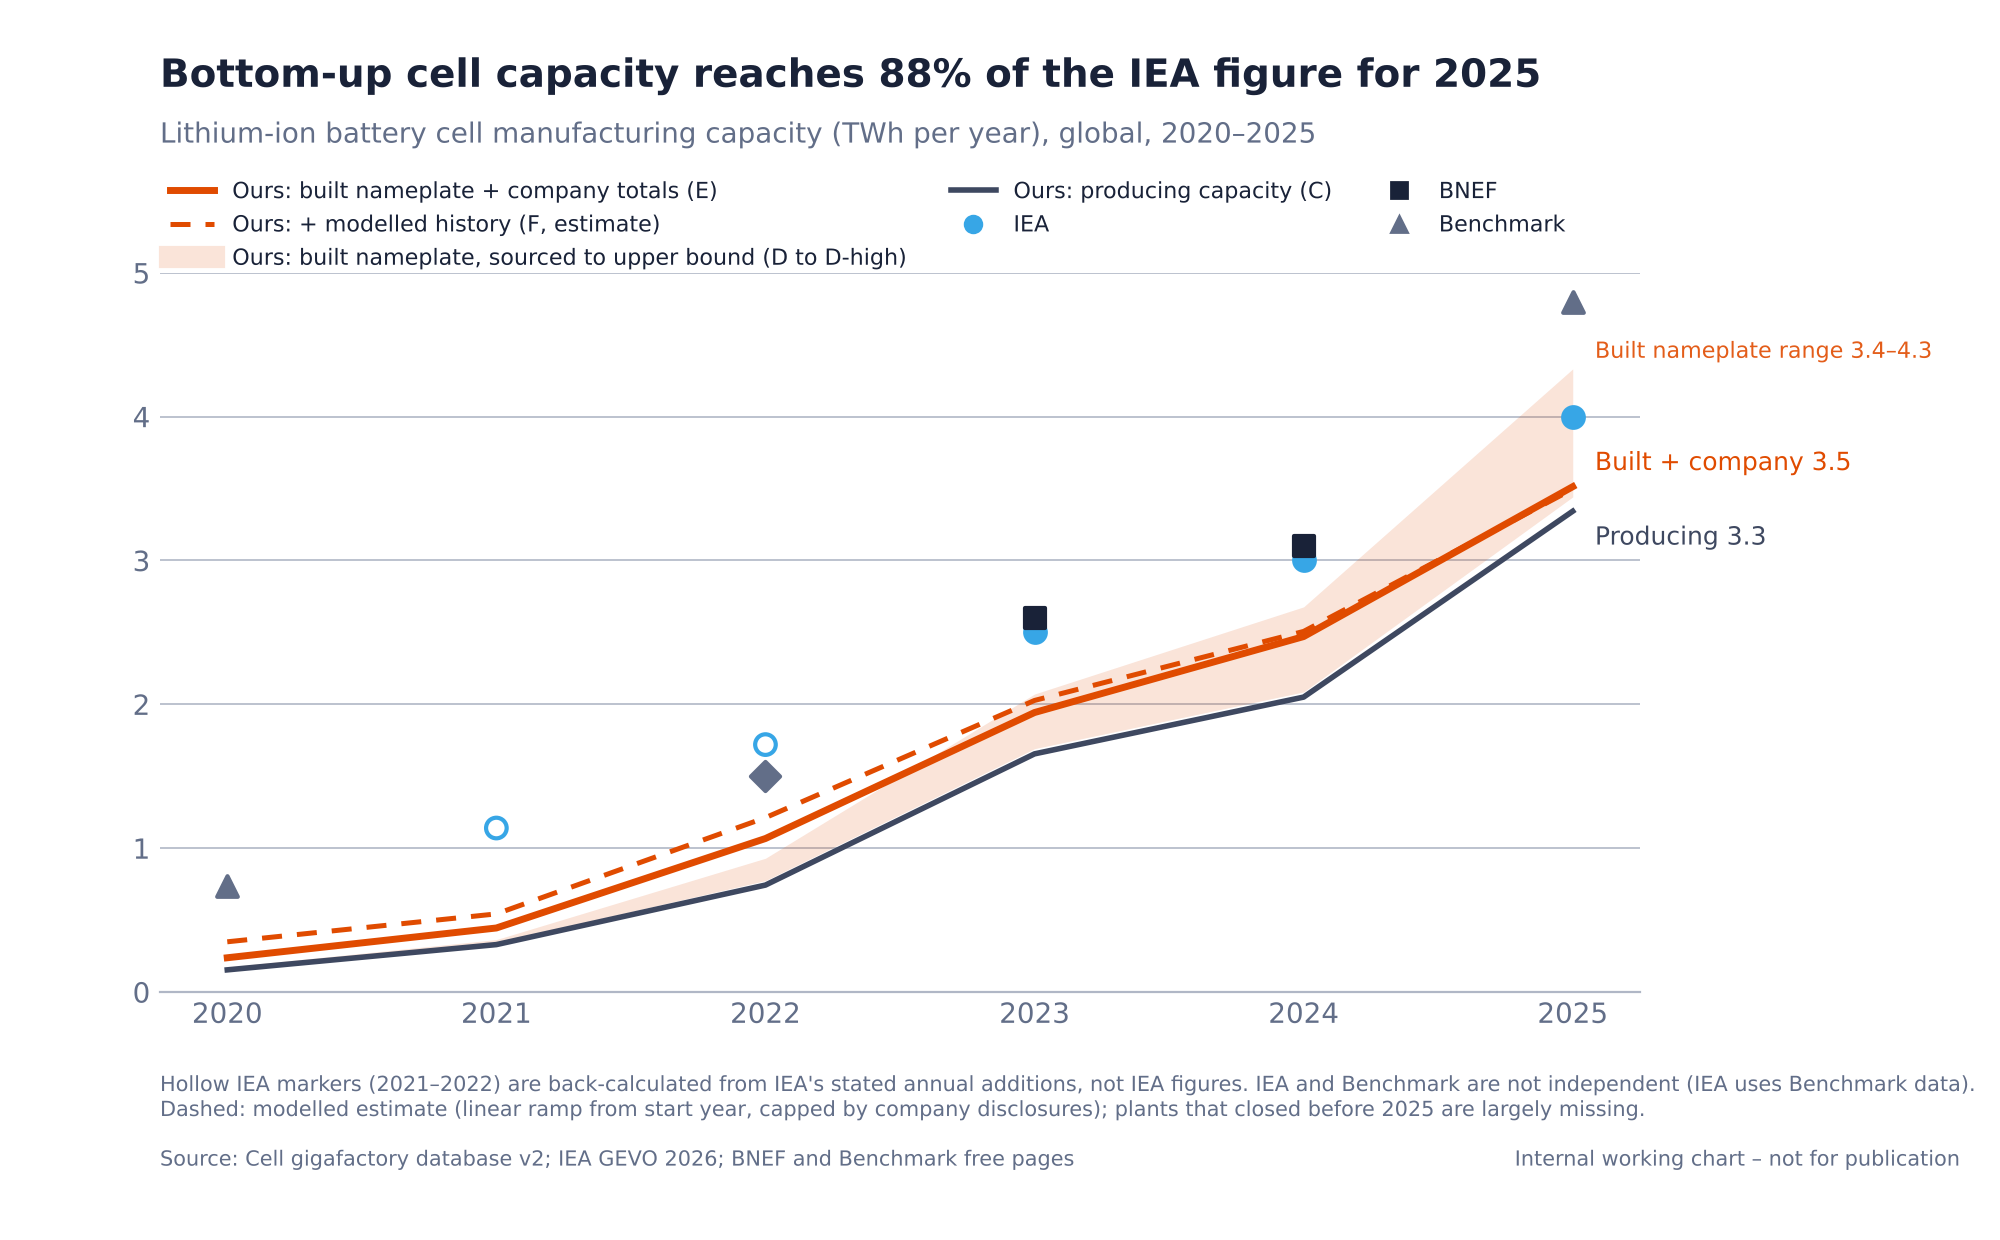 Bottom-up cell capacity reaches 88% of the IEA figure for 2025
Lithium-ion battery cell manufacturing capacity (TWh per year), global, 2020–2025
Ours: built nameplate + company totals (E)
Ours: + modelled history (F, estimate)
Ours: built nameplate, sourced to upper bound (D to D-high)
Ours: producing capacity (C)
IEA
BNEF
Benchmark
5
4
3
2
1
0
Built nameplate range 3.4–4.3
Built + company 3.5
Producing 3.3
2020
2021
2022
2023
2024
2025
Hollow IEA markers (2021–2022) are back-calculated from IEA's stated annual additions, not IEA figures. IEA and Benchmark are not independent (IEA uses Benchmark data).
Dashed: modelled estimate (linear ramp from start year, capped by company disclosures); plants that closed before 2025 are largely missing.
Source: Cell gigafactory database v2; IEA GEVO 2026; BNEF and Benchmark free pages
Internal working chart – not for publication